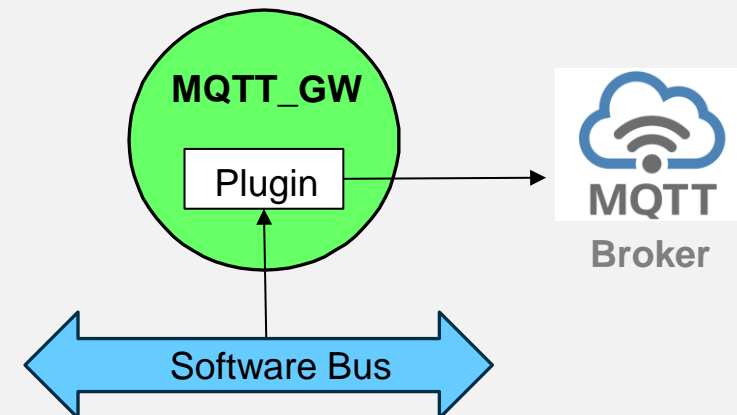 MQTT_GW
Plugin
MQTT
Broker
Software Bus